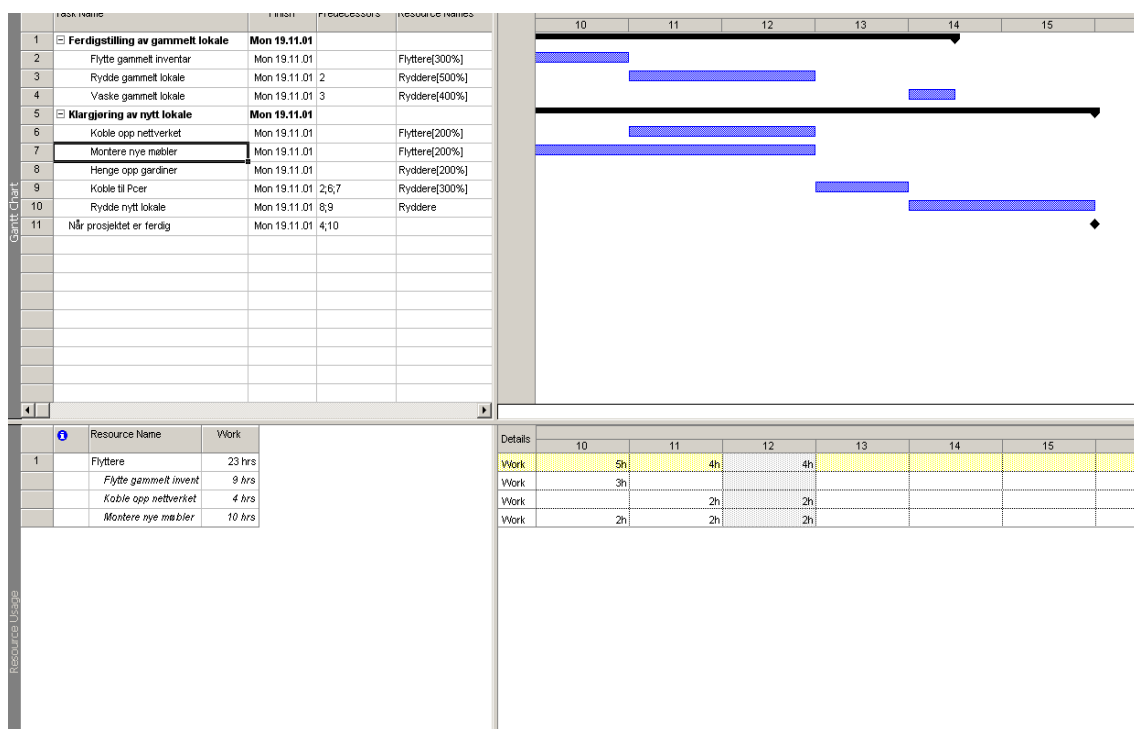 Task Name Finish Predecessors Resource Names
10 11 12 13 14 15
1 Ferdigstilling av gammelt lokale Mon 19.11.01
2 Flytte gammelt inventar Mon 19.11.01 Flyttere[300%]
3 Rydde gammelt lokale Mon 19.11.01 2 Ryddere[500%]
4 Vaske gammelt lokale Mon 19.11.01 3 Ryddere[400%]
5 Klargjøring av nytt lokale Mon 19.11.01
6 Koble opp nettverket Mon 19.11.01 Flyttere[200%]
7 Montere nye møbler Mon 19.11.01 Flyttere[200%]
8 Henge opp gardiner Mon 19.11.01 Ryddere[200%]
9 Koble til Pcer Mon 19.11.01 2;6;7 Ryddere[300%]
10 Rydde nytt lokale Mon 19.11.01 8;9 Ryddere
11 Når prosjektet er ferdig Mon 19.11.01 4;10
Gantt Chart
Resource Name Work Details
10 11 12 13 14 15
1 Flyttere 23 hrs Work 5h 4h 4h
Flytte gammelt invent 9 hrs Work 3h
Koble opp nettverket 4 hrs Work 2h 2h
Montere nye møbler 10 hrs Work 2h 2h 2h
Resource Usage